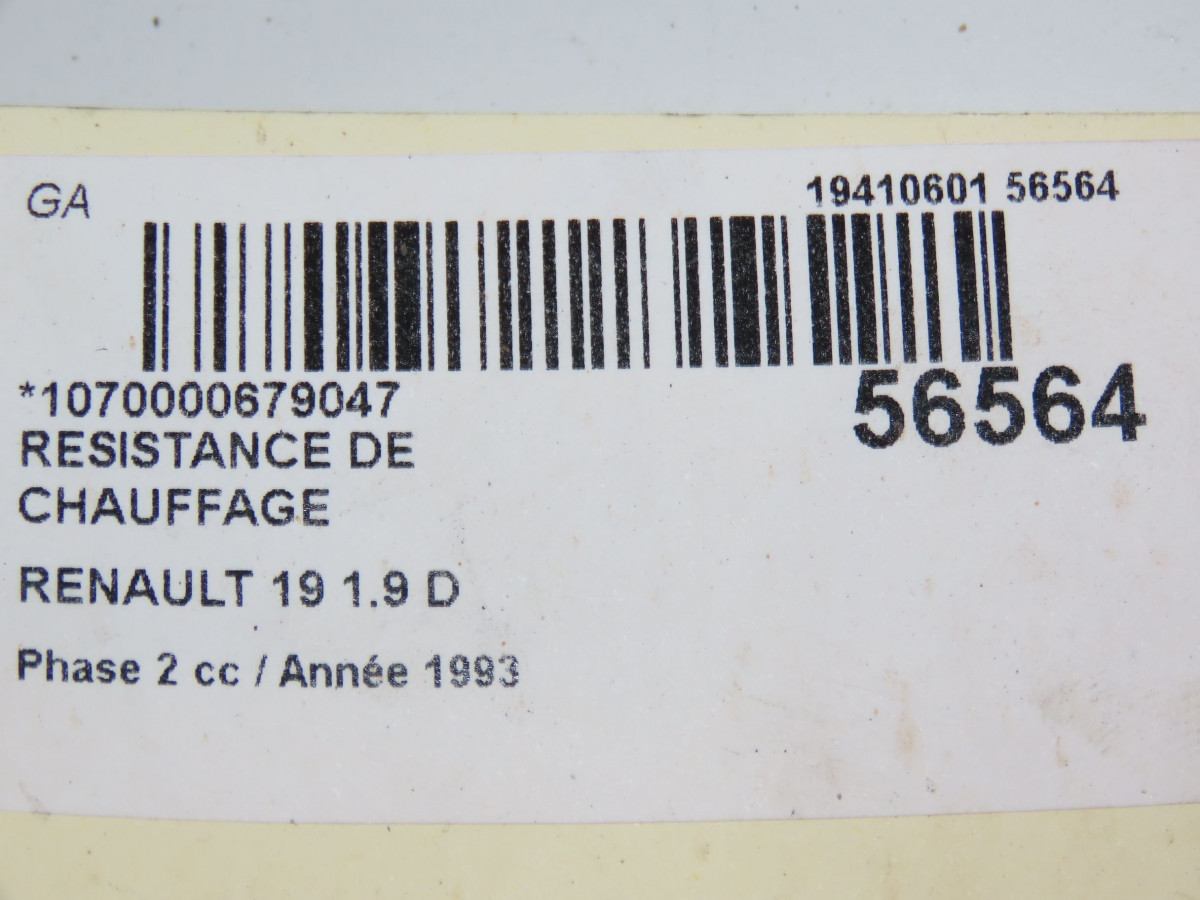 GA
19410601 56564
*1070000679047
56564
RESISTANCE DE
CHAUFFAGE
RENAULT 19 1.9 D
Phase 2 cc / Année 1993